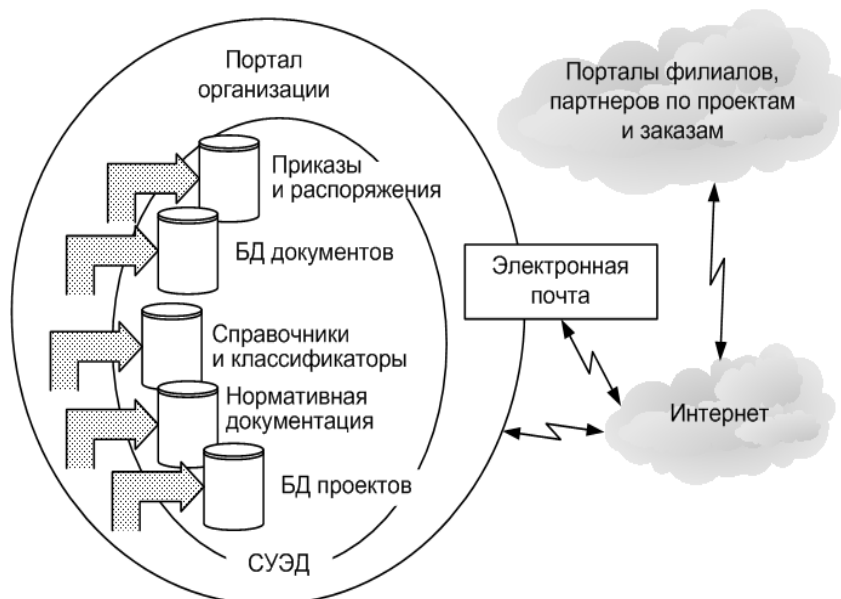 Портал
организации
Приказы
и распоряжения
БД документов
Справочники
и классификаторы
Нормативная
документация
БД проектов
СУЭД
Порталы филиалов,
партнеров по проектам
и заказам
Электронная
почта
Интернет